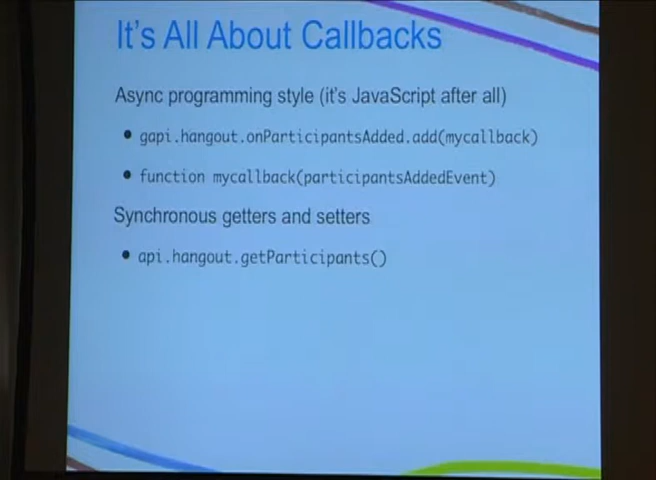 It's All About Callbacks
Async programming style (it's JavaScript after all)
• gapi.hangout.onParticipantsAdded.add(mycallback)
• function mycallback(participantsAddedEvent)
Synchronous getters and setters
• api.hangout.getParticipants()